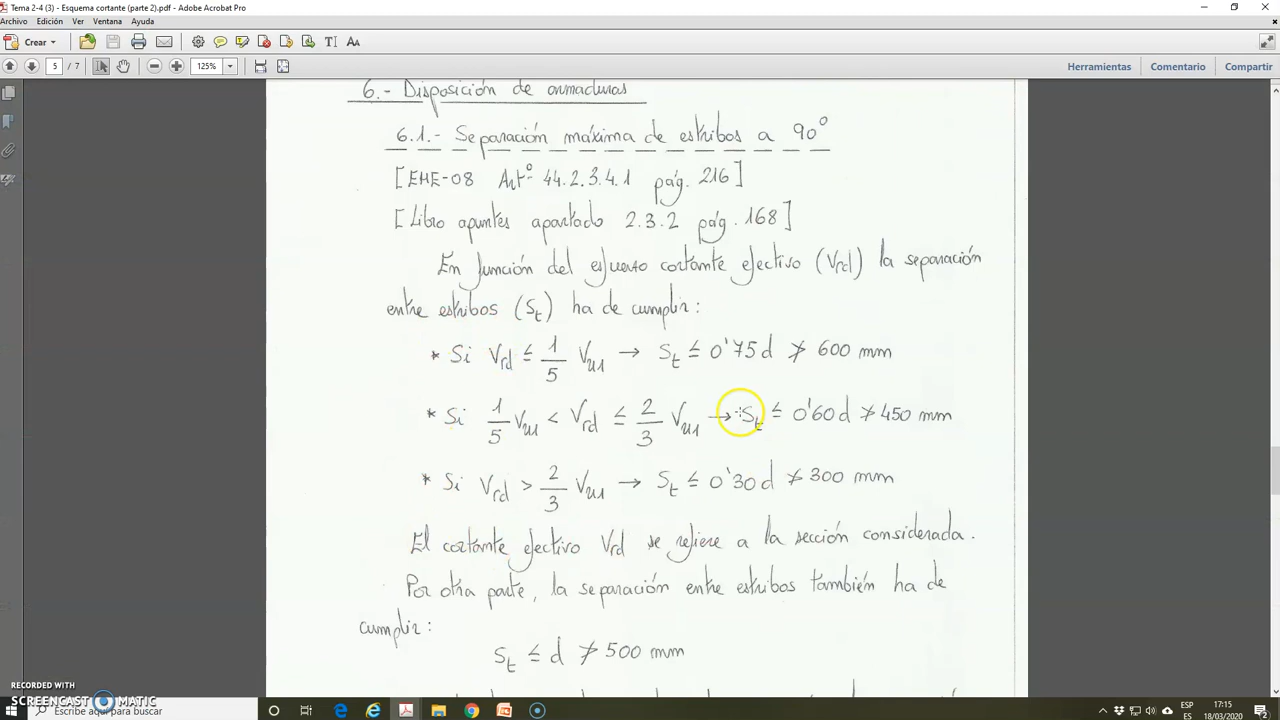 Tema 2-4 (3) - Esquema cortante (parte 2).pdf - Adobe Acrobat Pro
Archivo Edición Ver Ventana Ayuda
Crear
5 / 7 125% Herramientas Comentario Compartir
6.- Disposición de armaduras
6.1.- Separación máxima de estribos a 90°
[EHE-08 Artº 44.2.3.4.1 pág. 216]
[Libro apuntes apartado 2.3.2 pág. 168]
En función del esfuerzo cortante efectivo (Vrd) la separación
entre estribos (St) ha de cumplir:
* Si Vrd ≤ 1/5 Vu1 → St ≤ 0'75d ≯ 600 mm
* Si 1/5 Vu1 < Vrd ≤ 2/3 Vu1 → St ≤ 0'60d ≯ 450 mm
* Si Vrd > 2/3 Vu1 → St ≤ 0'30d ≯ 300 mm
El cortante efectivo Vrd se refiere a la sección considerada.
Por otra parte, la separación entre estribos también ha de
cumplir:
St ≤ d ≯ 500 mm
RECORDED WITH
SCREENCAST MATIC
Escribe aquí para buscar
ESP 17:15
ES 18/03/2020 2